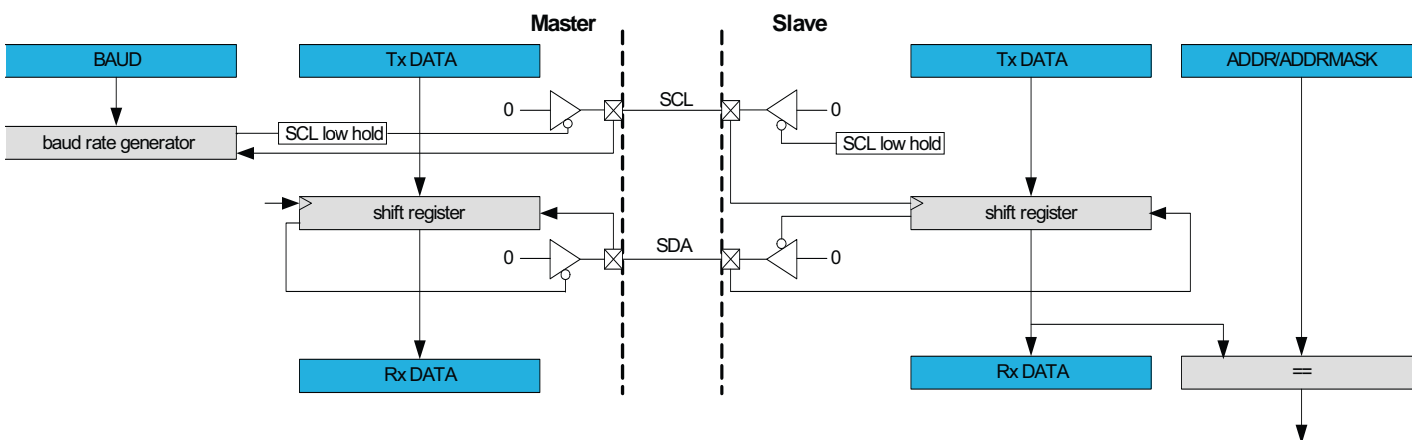 Master Slave
BAUD Tx DATA Tx DATA ADDR/ADDRMASK
0 SCL 0
baud rate generator SCL low hold SCL low hold
shift register shift register
0 SDA 0
Rx DATA Rx DATA ==